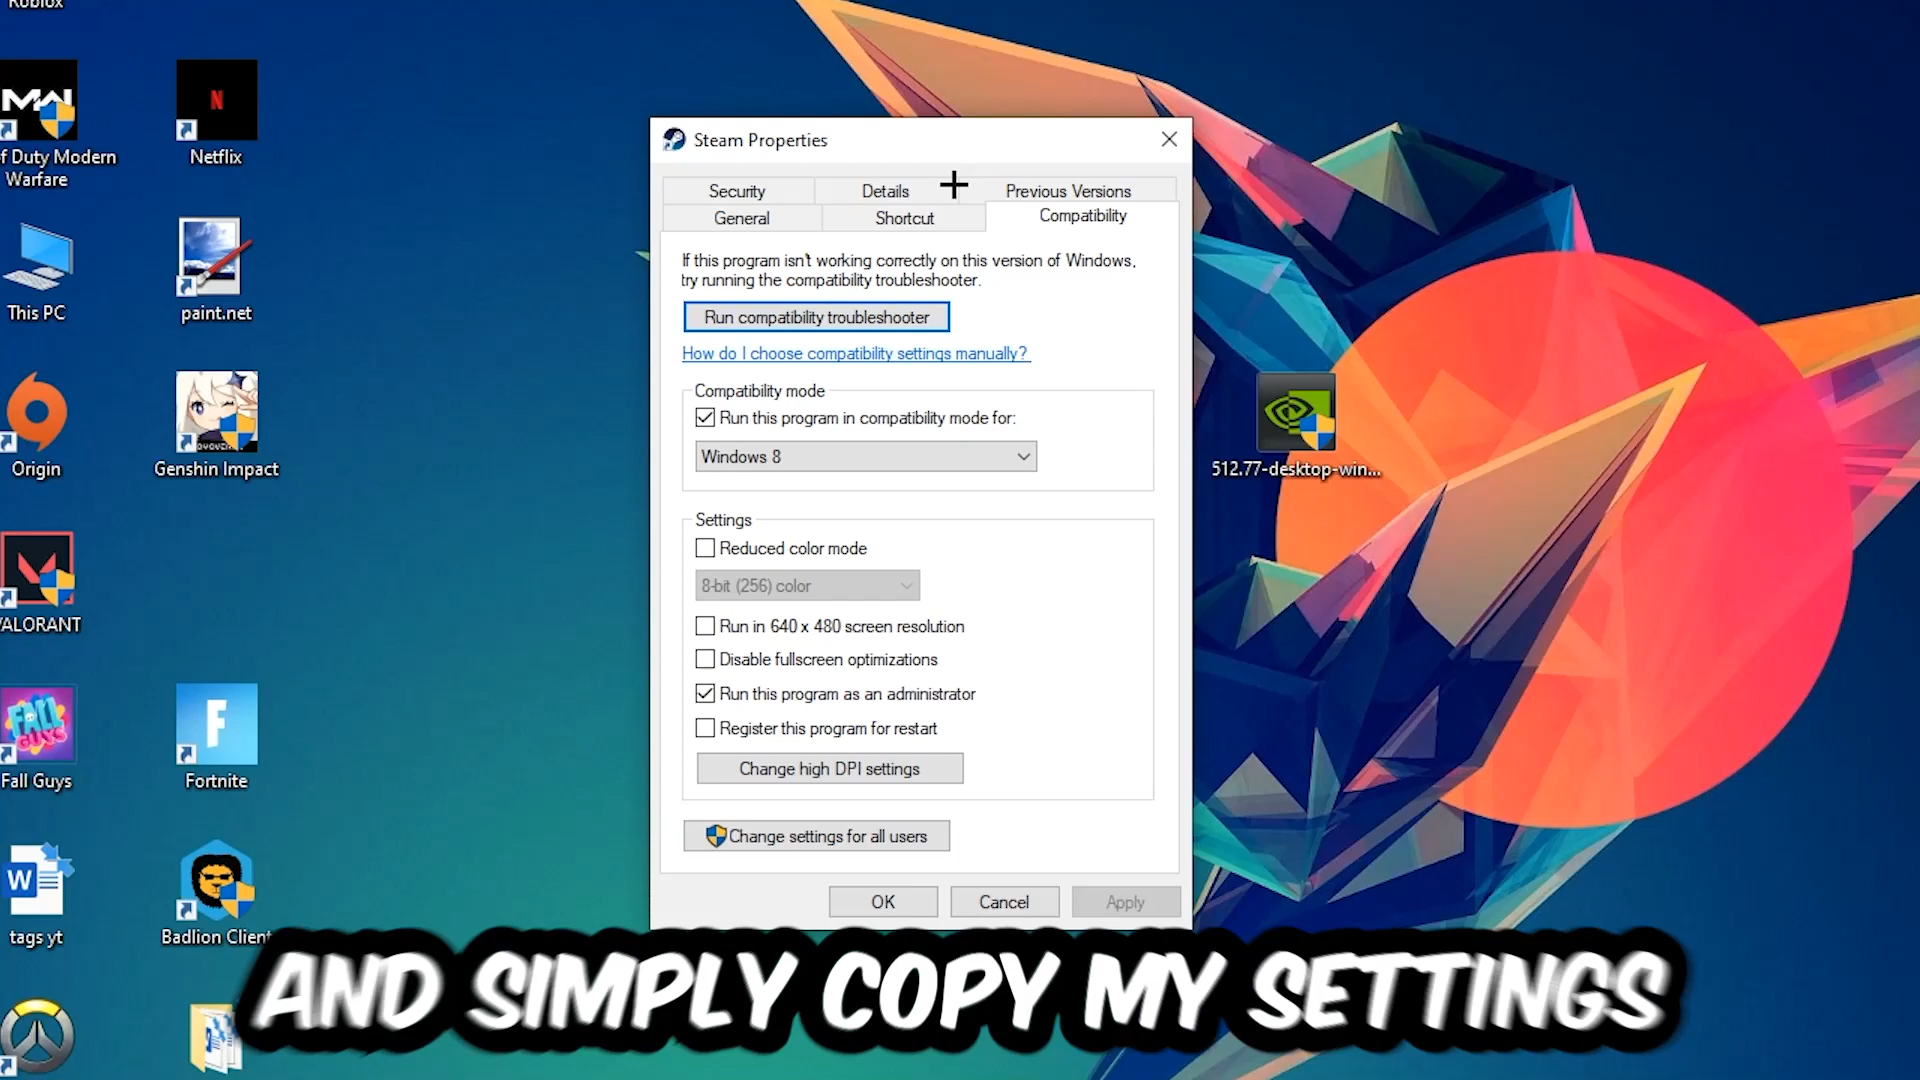 Roblox
Netflix
f Duty Modern
Warfare
This PC
paint.net
Origin
Genshin Impact
VALORANT
Fall Guys
Fortnite
tags yt
Badlion Client
Steam Properties
Security
Details
Previous Versions
General
Shortcut
Compatibility
If this program isn't working correctly on this version of Windows,
try running the compatibility troubleshooter.
Run compatibility troubleshooter
How do I choose compatibility settings manually?
Compatibility mode
Run this program in compatibility mode for:
Windows 8
Settings
Reduced color mode
8-bit (256) color
Run in 640 x 480 screen resolution
Disable fullscreen optimizations
Run this program as an administrator
Register this program for restart
Change high DPI settings
Change settings for all users
OK
Cancel
Apply
512.77-desktop-win...
AND SIMPLY COPY MY SETTINGS
MW
N
FALL
GUYS
F
W